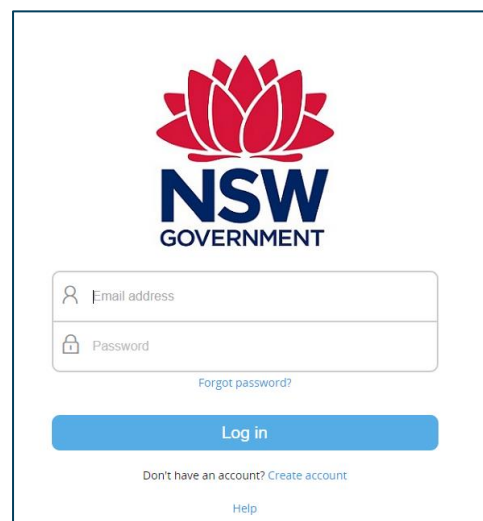 NSW
GOVERNMENT
Email address
Password
Forgot password?
Log in
Don't have an account? Create account
Help